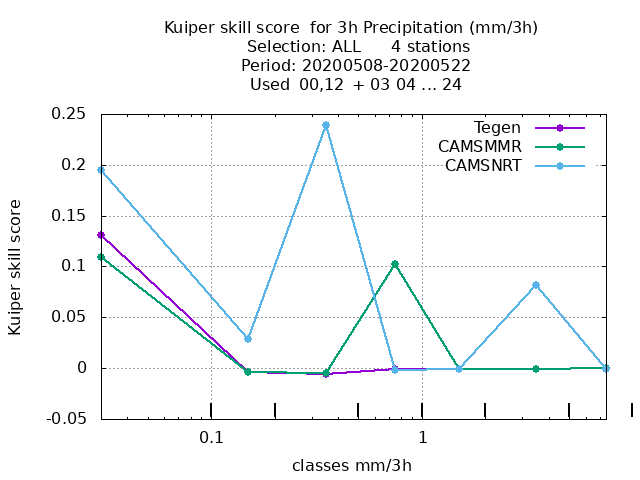 Kuiper skill score  for 3h Precipitation (mm/3h)
Selection: ALL      4 stations
Period: 20200508-20200522
Used  00,12  + 03 04 ... 24
Tegen
CAMSMMR
CAMSNRT
0.25
0.2
0.15
0.1
0.05
0
-0.05
Kuiper skill score
0.1
1
classes mm/3h